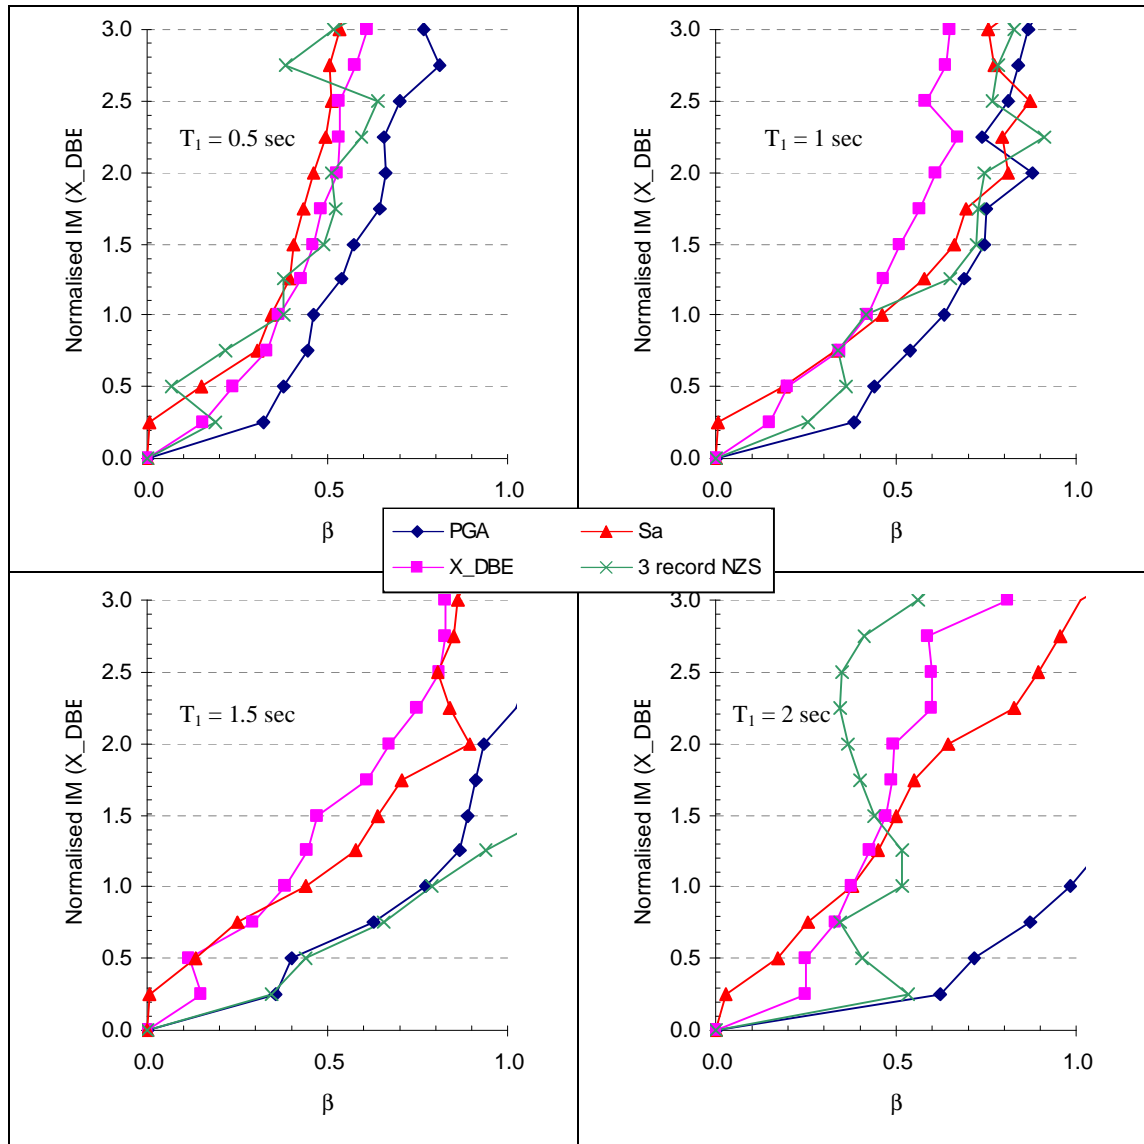 3.0
2.5
2.0
1.5
1.0
0.5
0.0
Normalised IM (X_DBE
T1 = 0.5 sec
0.0 0.5 1.0
β
3.0
2.5
2.0
1.5
1.0
0.5
0.0
Normalised IM (X_DBE
T1 = 1 sec
0.0 0.5 1.0
β
PGA Sa
X_DBE 3 record NZS
3.0
2.5
2.0
1.5
1.0
0.5
0.0
Normalised IM (X_DBE
T1 = 1.5 sec
0.0 0.5 1.0
β
3.0
2.5
2.0
1.5
1.0
0.5
0.0
Normalised IM (X_DBE
T1 = 2 sec
0.0 0.5 1.0
β